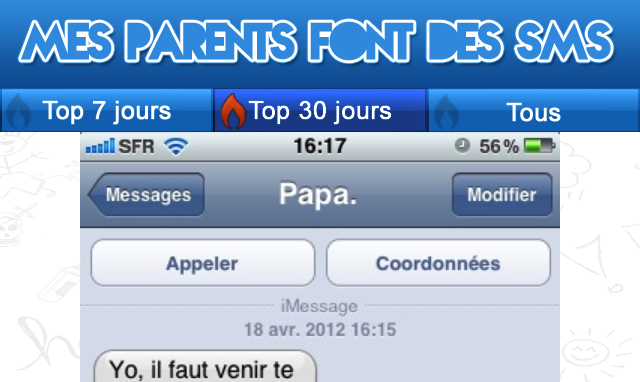 MES PARENTS FONT DES SMS
Top 7 jours
Top 30 jours
Tous
SFR 16:17 56%
Messages Papa. Modifier
Appeler Coordonnées
iMessage
18 avr. 2012 16:15
Yo, il faut venir te